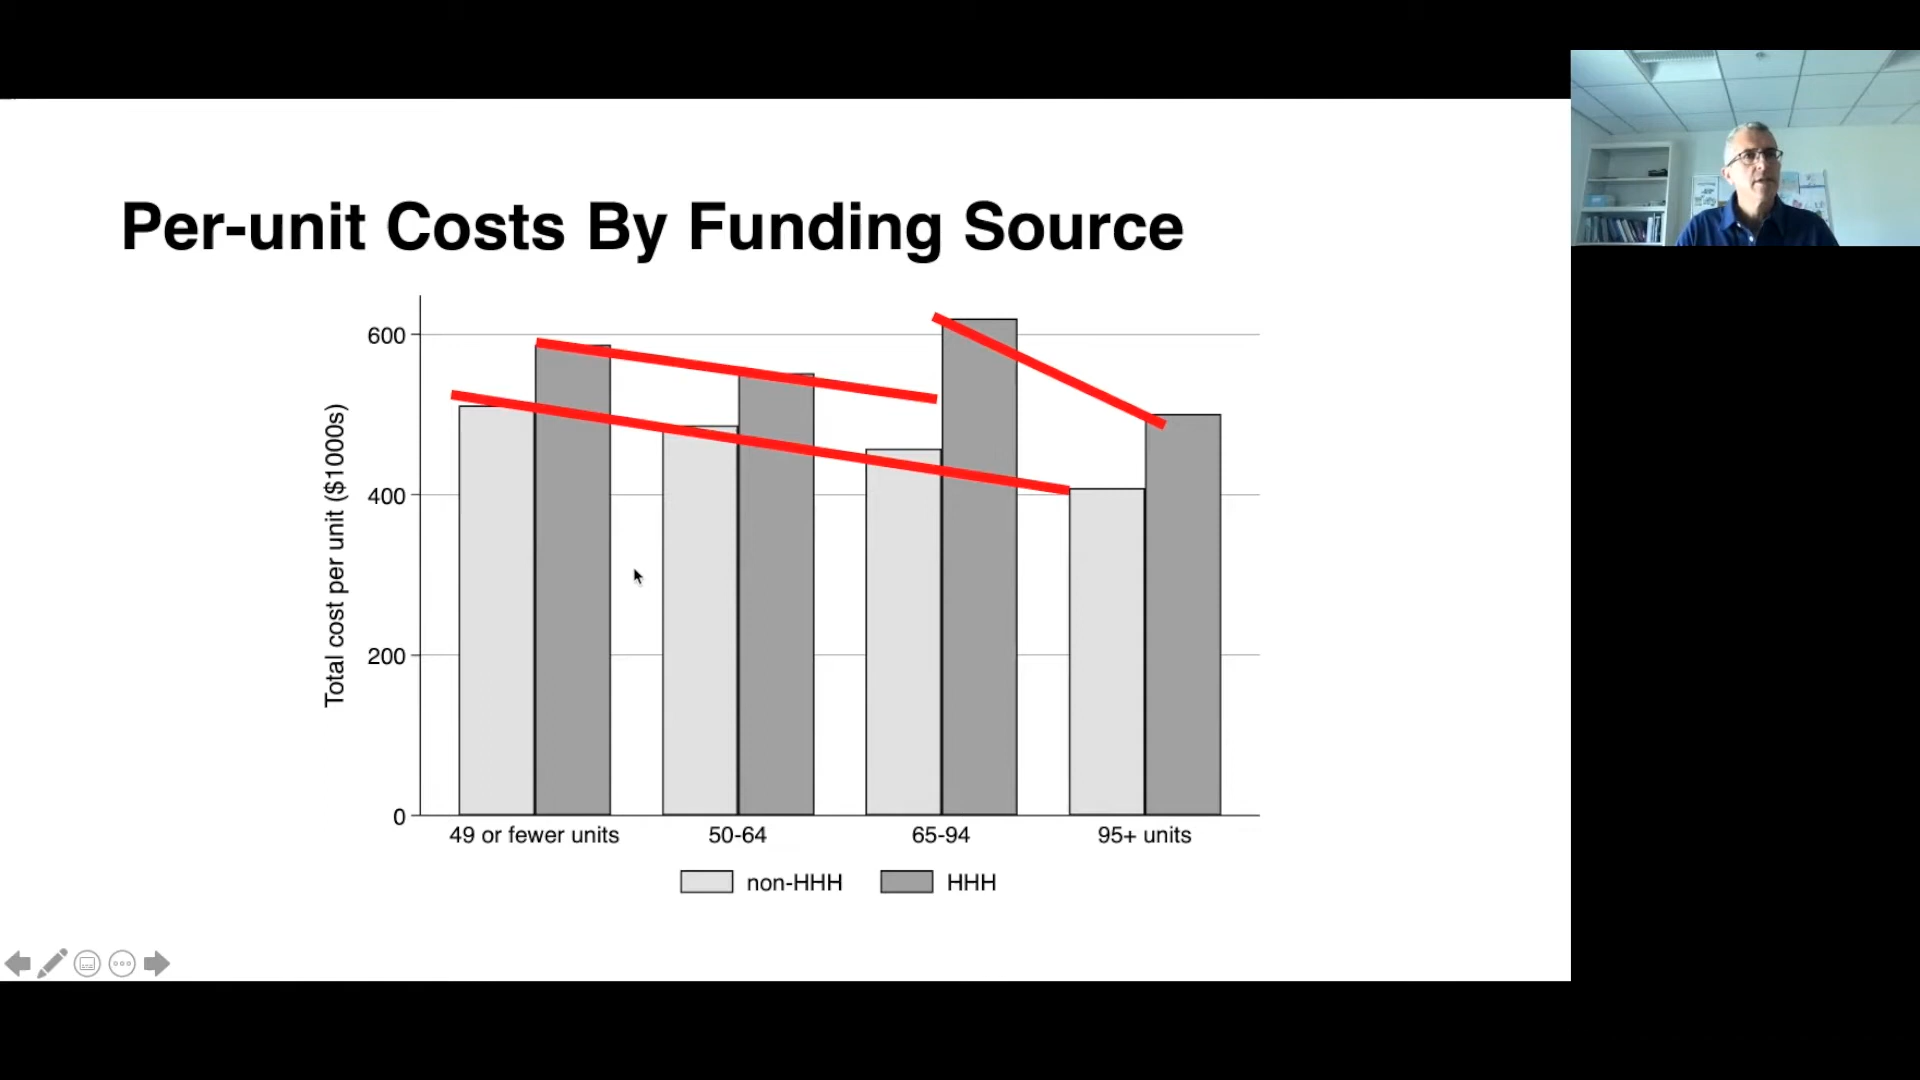 Per-unit Costs By Funding Source
Total cost per unit ($1000s)
600
400
200
0
49 or fewer units 50-64 65-94 95+ units
non-HHH HHH